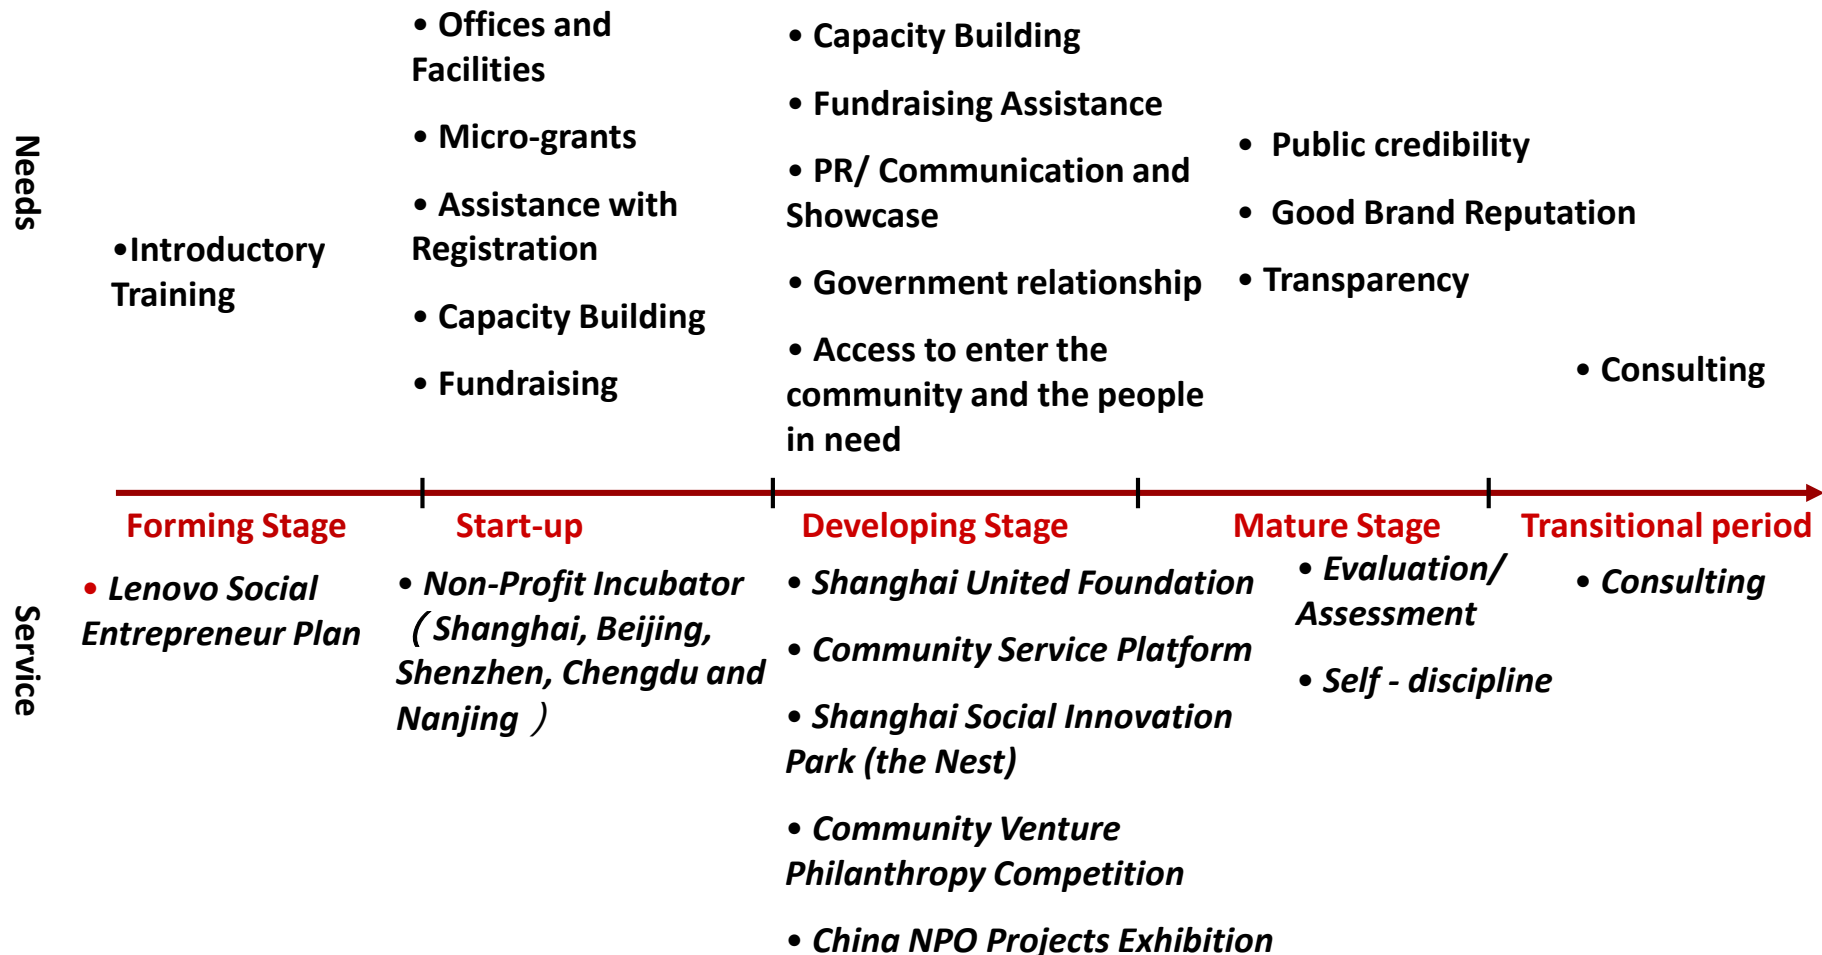 Needs
•Introductory
Training
• Offices and
Facilities
• Micro-grants
• Assistance with
Registration
• Capacity Building
• Fundraising
• Capacity Building
• Fundraising Assistance
• PR/ Communication and
Showcase
• Government relationship
• Access to enter the
community and the people
in need
• Public credibility
• Good Brand Reputation
• Transparency
• Consulting
Forming Stage
Start-up
Developing Stage
Mature Stage
Transitional period
Service
• Lenovo Social
Entrepreneur Plan
• Non-Profit Incubator
（Shanghai, Beijing,
Shenzhen, Chengdu and
Nanjing ）
• Shanghai United Foundation
• Community Service Platform
• Shanghai Social Innovation
Park (the Nest)
• Community Venture
Philanthropy Competition
• China NPO Projects Exhibition
• Evaluation/
Assessment
• Self - discipline
• Consulting